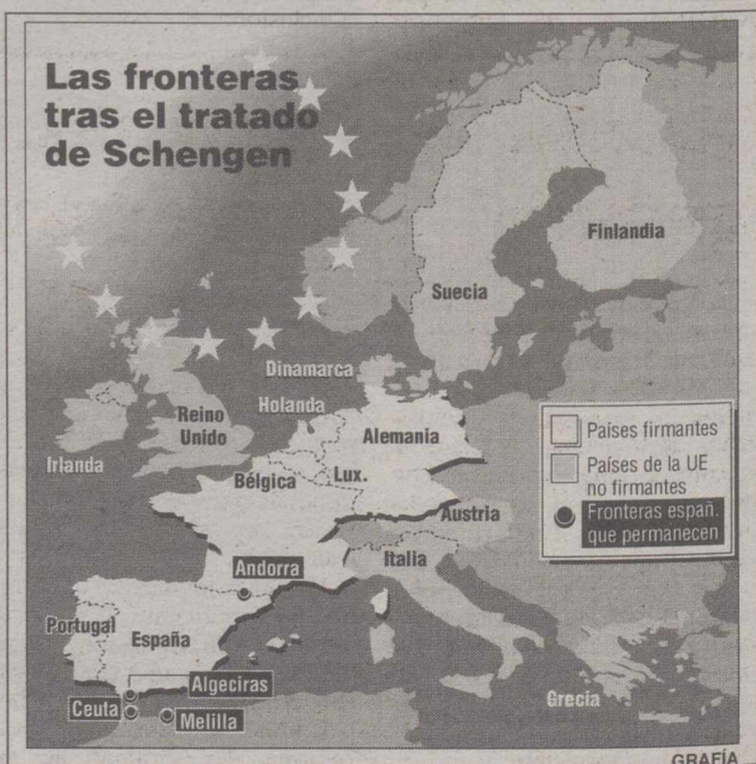 Las fronteras
tras el tratado
de Schengen
Finlandia
Suecia
Dinamarca
Holanda
Reino
Unido
Alemania
Irlanda
Bélgica
Lux.
Países firmantes
Países de la UE
no firmantes
Fronteras españ.
que permanecen
Austria
Italia
Andorra
Portugal
España
Algeciras
Ceuta
Melilla
Grecia
GRAFÍA